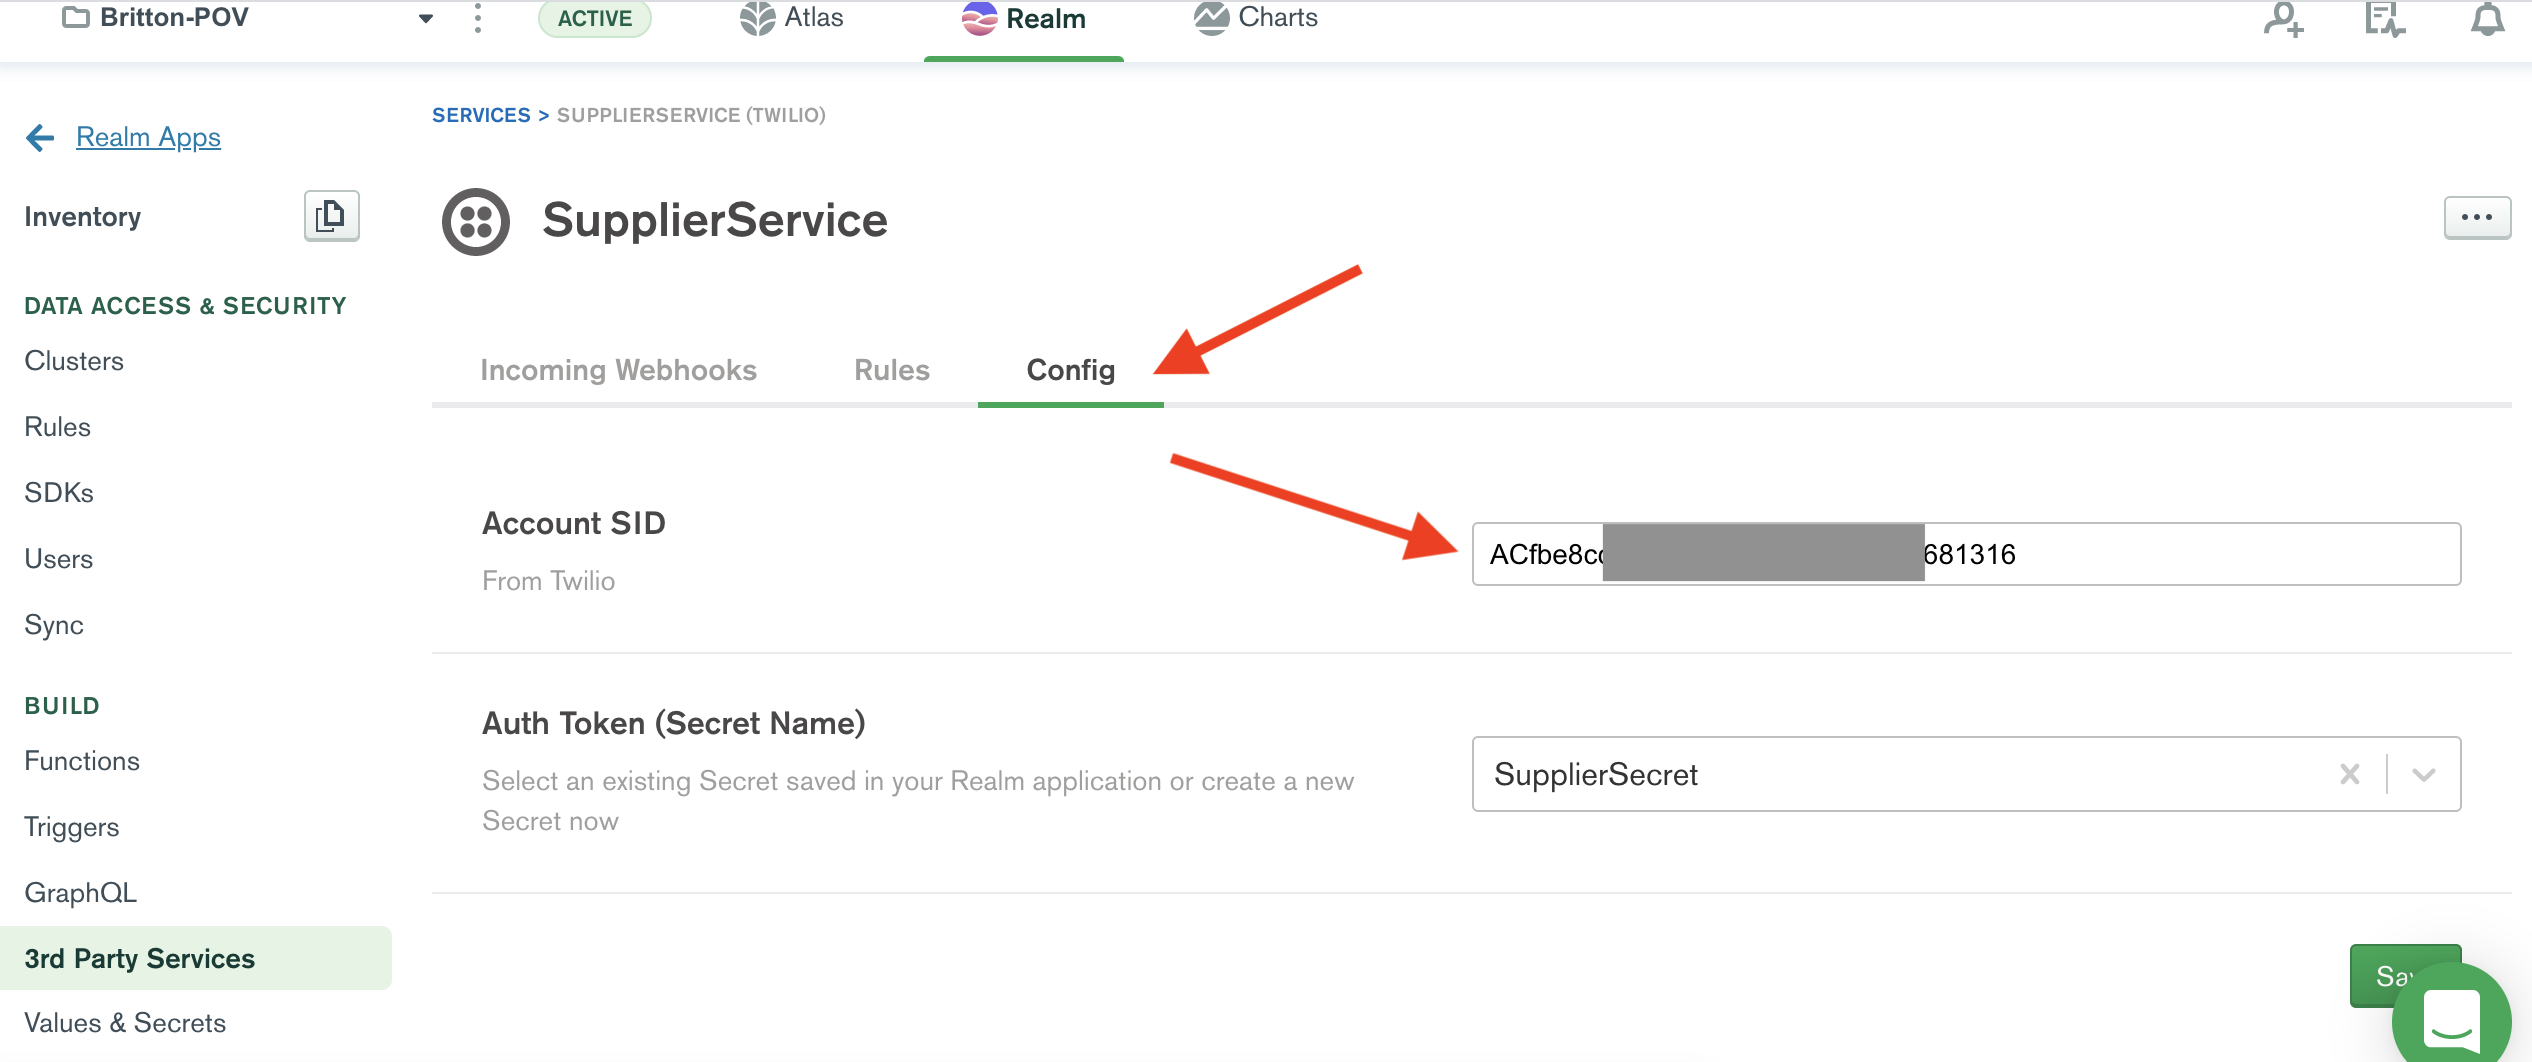 Britton-POV
ACTIVE
Atlas
Realm
Charts
SERVICES > SUPPLIERSERVICE (TWILIO)
Realm Apps
Inventory
SupplierService
DATA ACCESS & SECURITY
Clusters
Rules
SDKs
Users
Sync
BUILD
Functions
Triggers
GraphQL
3rd Party Services
Values & Secrets
Incoming Webhooks
Rules
Config
Account SID
From Twilio
ACfbe8c
681316
Auth Token (Secret Name)
Select an existing Secret saved in your Realm application or create a new
Secret now
SupplierSecret